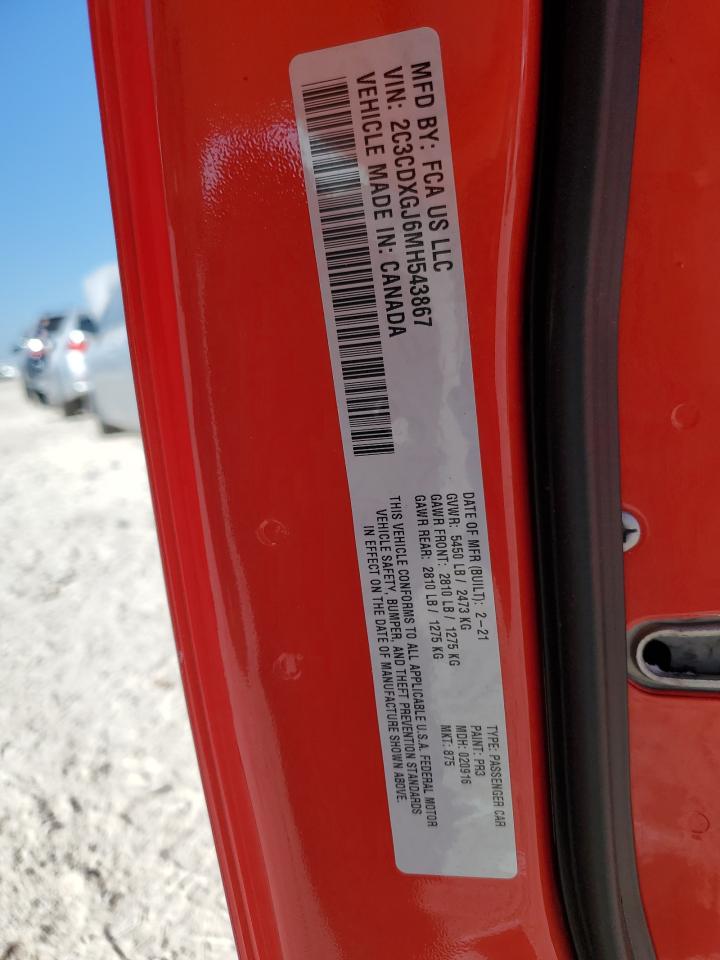 MFD BY: FCA US LLC
VIN: 2C3CDXGJ6MH543867
VEHICLE MADE IN: CANADA
DATE OF MFR (BUILT): 2-21
GVWR: 5450 LB / 2473 KG
GAWR FRONT: 2810 LB / 1275 KG
GAWR REAR: 2810 LB / 1275 KG
THIS VEHICLE CONFORMS TO ALL APPLICABLE U.S.A. FEDERAL MOTOR
VEHICLE SAFETY, BUMPER, AND THEFT PREVENTION STANDARDS
IN EFFECT ON THE DATE OF MANUFACTURE SHOWN ABOVE.
TYPE: PASSENGER CAR
PAINT: PR3
MDH: 020916
MKT: 875